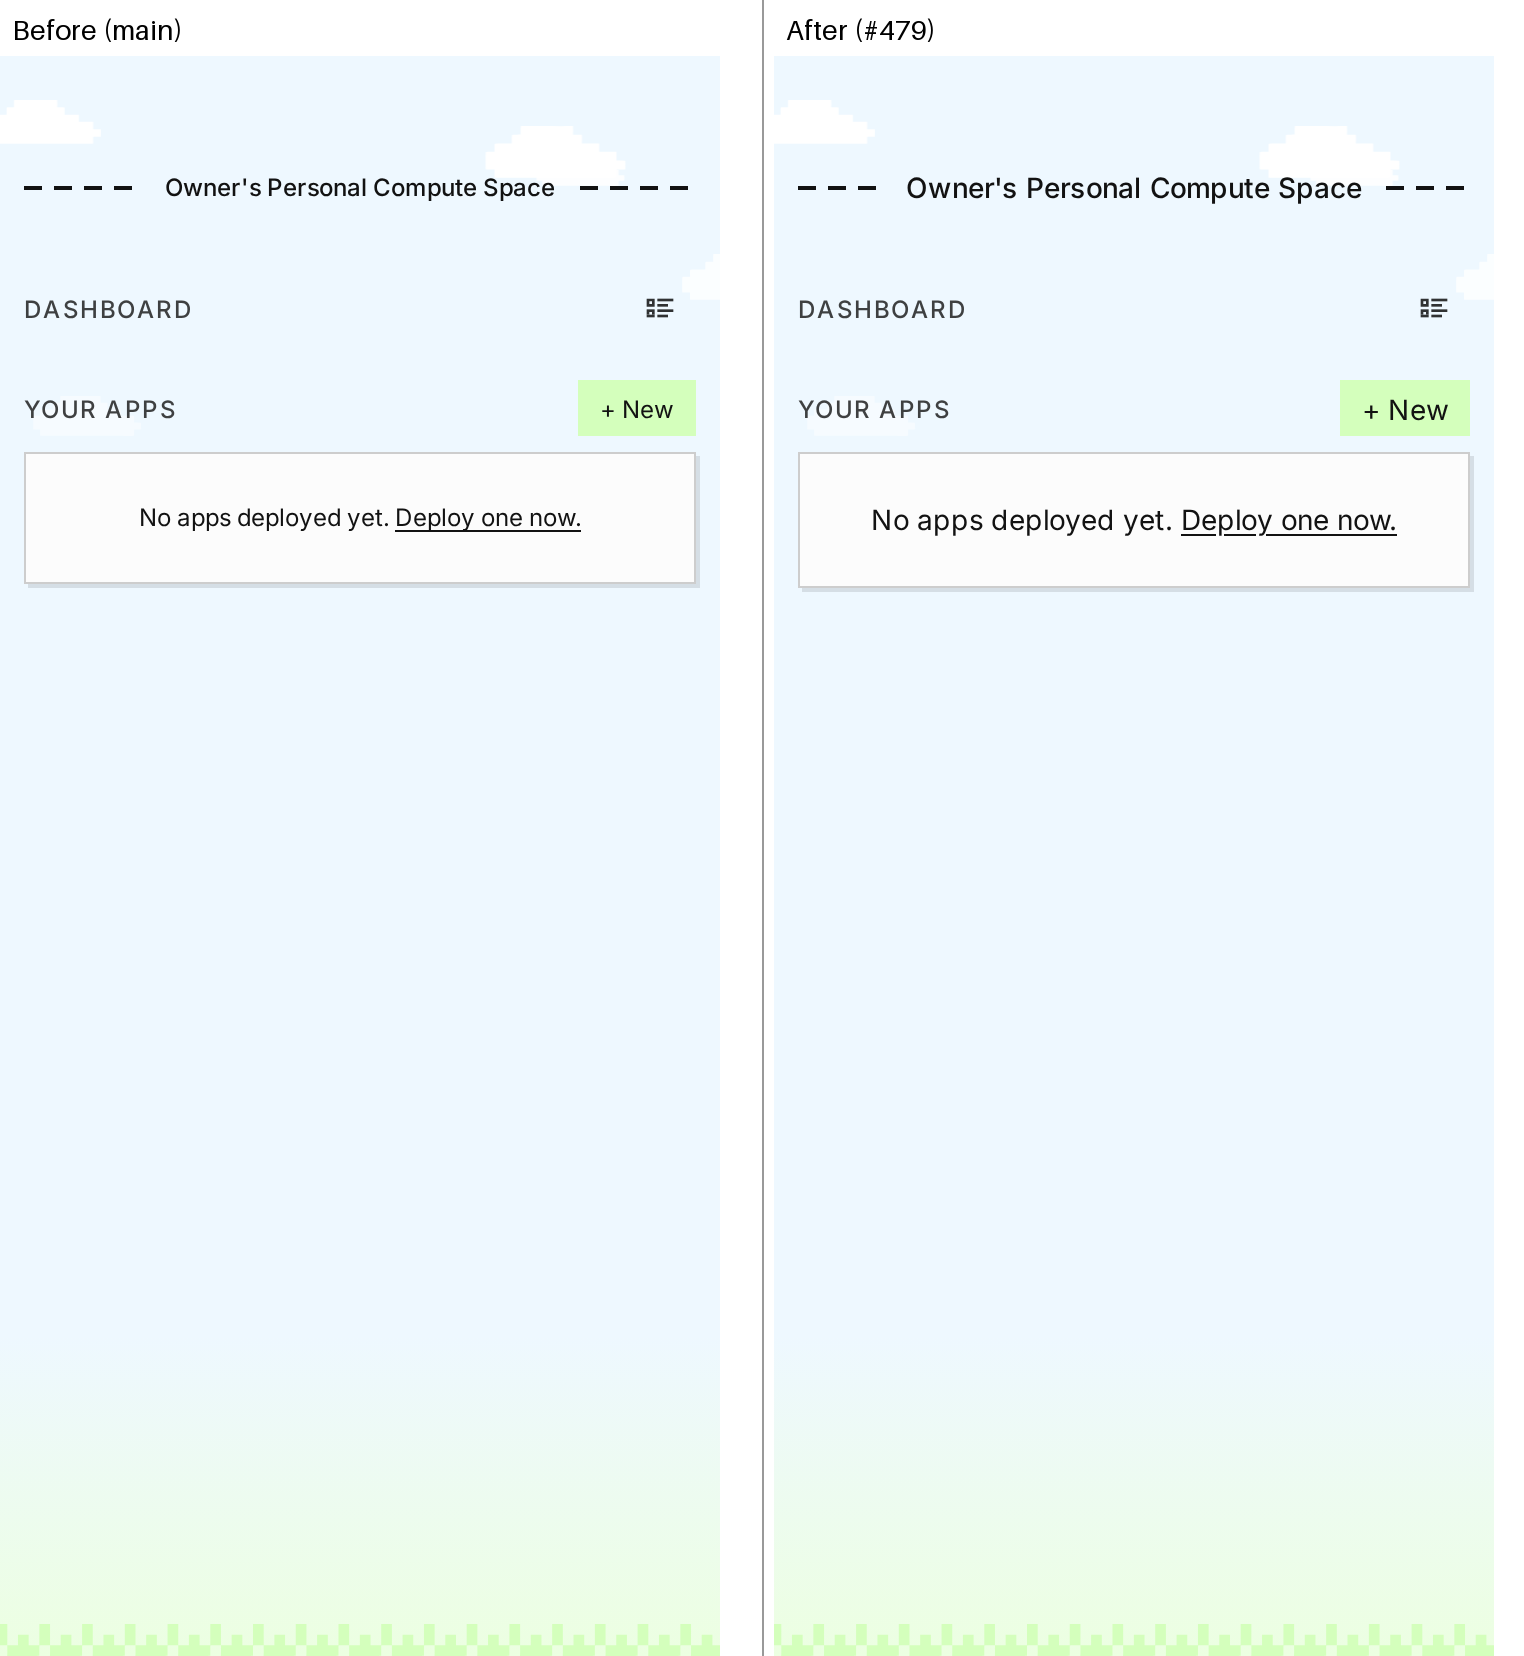 Before (main)
Owner's Personal Compute Space
DASHBOARD
YOUR APPS
+ New
No apps deployed yet. Deploy one now.
After (#479)
Owner's Personal Compute Space
DASHBOARD
YOUR APPS
+ New
No apps deployed yet. Deploy one now.